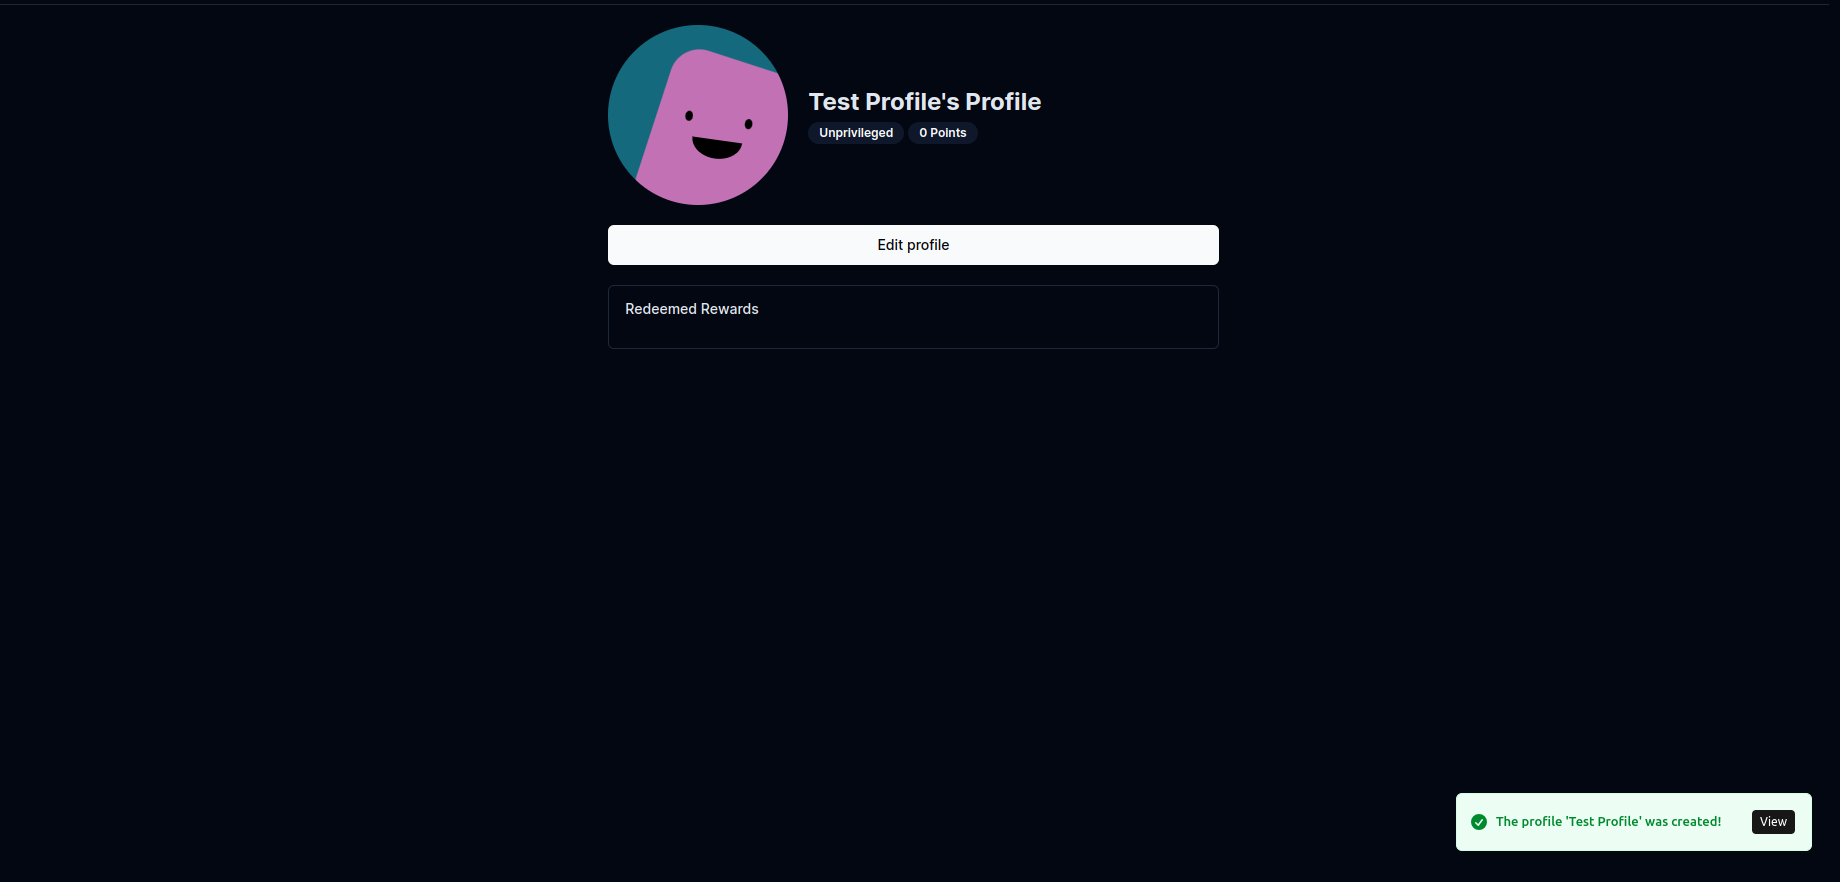 Test Profile's Profile
Unprivileged 0 Points
Edit profile
Redeemed Rewards
The profile 'Test Profile' was created! View